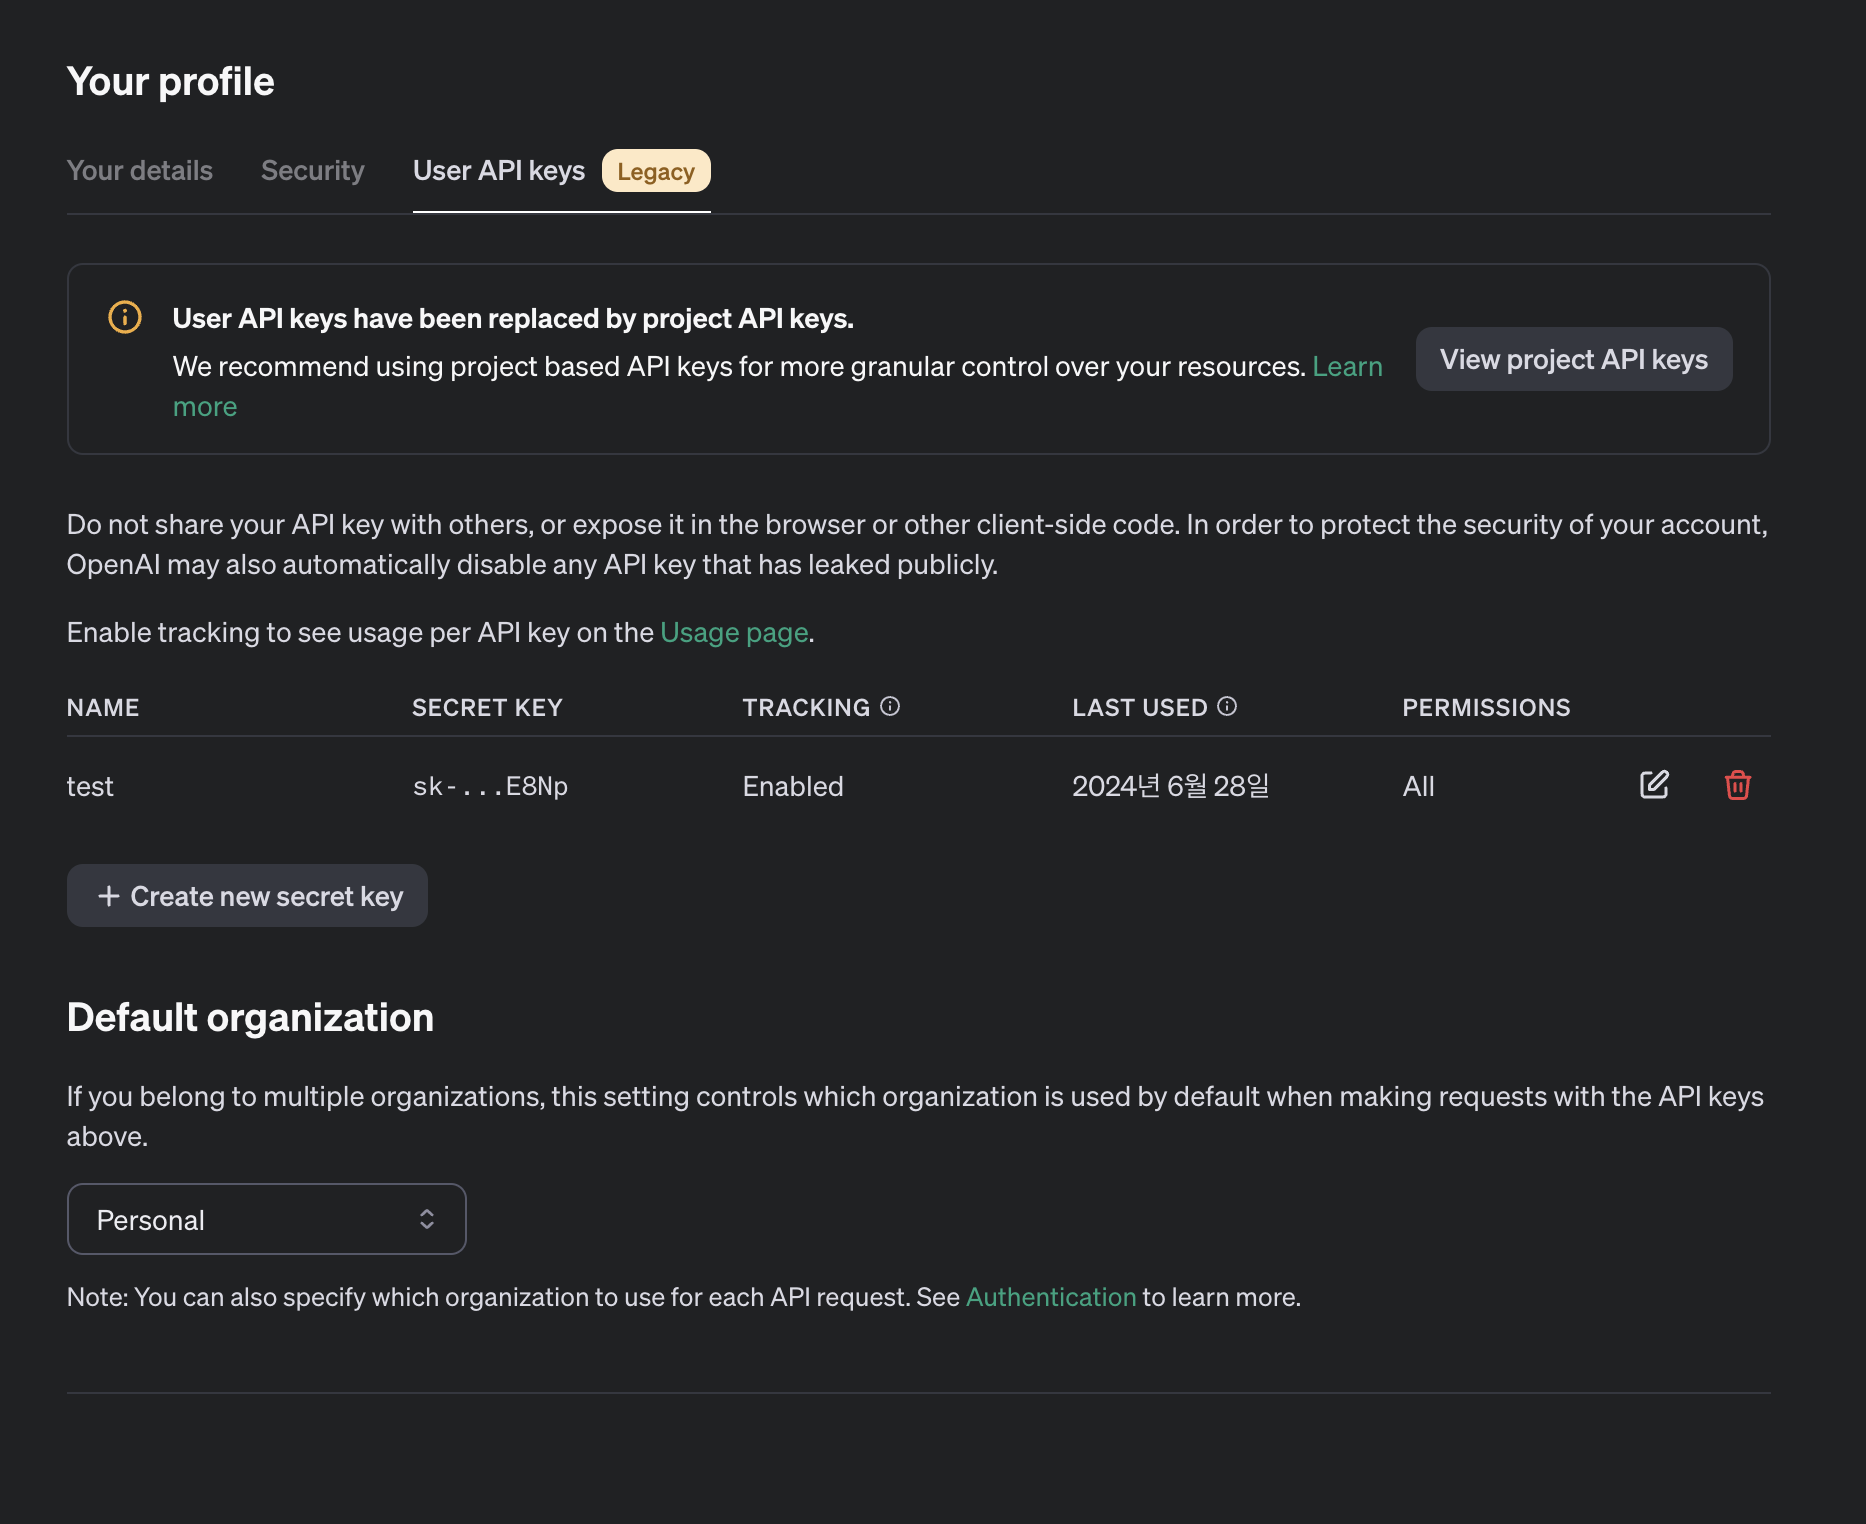 Your profile
Your details Security User API keys Legacy
User API keys have been replaced by project API keys.
We recommend using project based API keys for more granular control over your resources. Learn
more
View project API keys
Do not share your API key with others, or expose it in the browser or other client-side code. In order to protect the security of your account,
OpenAI may also automatically disable any API key that has leaked publicly.
Enable tracking to see usage per API key on the Usage page.
NAME SECRET KEY TRACKING LAST USED PERMISSIONS
test sk-...E8Np Enabled 2024년 6월 28일 All
+ Create new secret key
Default organization
If you belong to multiple organizations, this setting controls which organization is used by default when making requests with the API keys
above.
Personal
Note: You can also specify which organization to use for each API request. See Authentication to learn more.